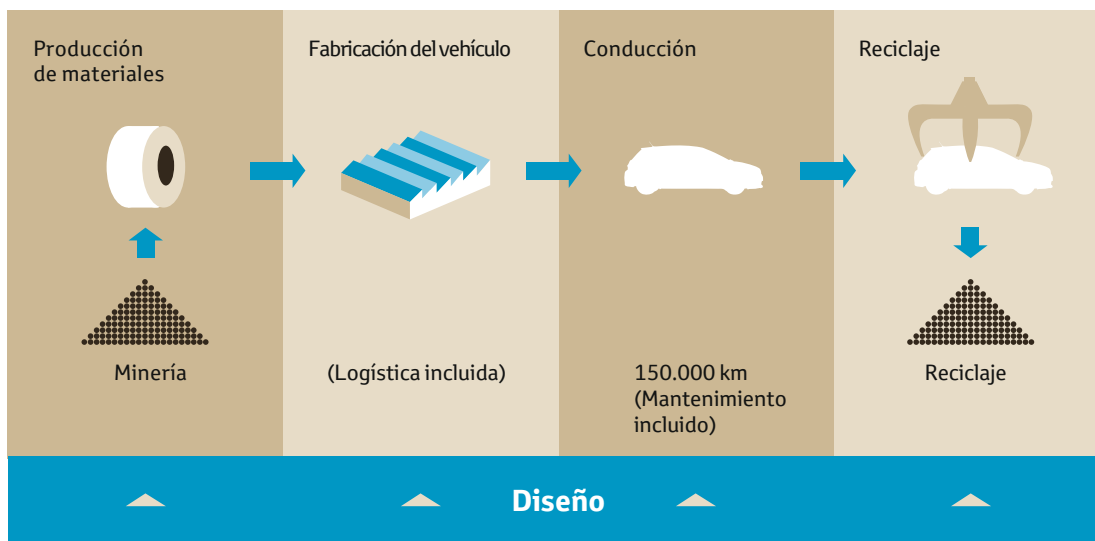 Producción
de materiales
Fabricación del vehículo
Conducción
Reciclaje
Minería
(Logística incluida)
150.000 km
(Mantenimiento
incluido)
Reciclaje
Diseño